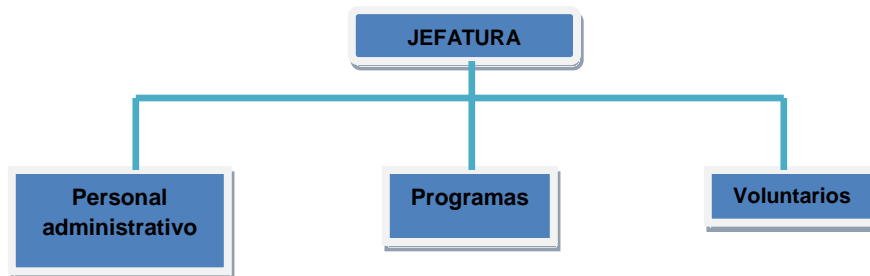 JEFATURA
Personal
administrativo
Programas
Voluntarios